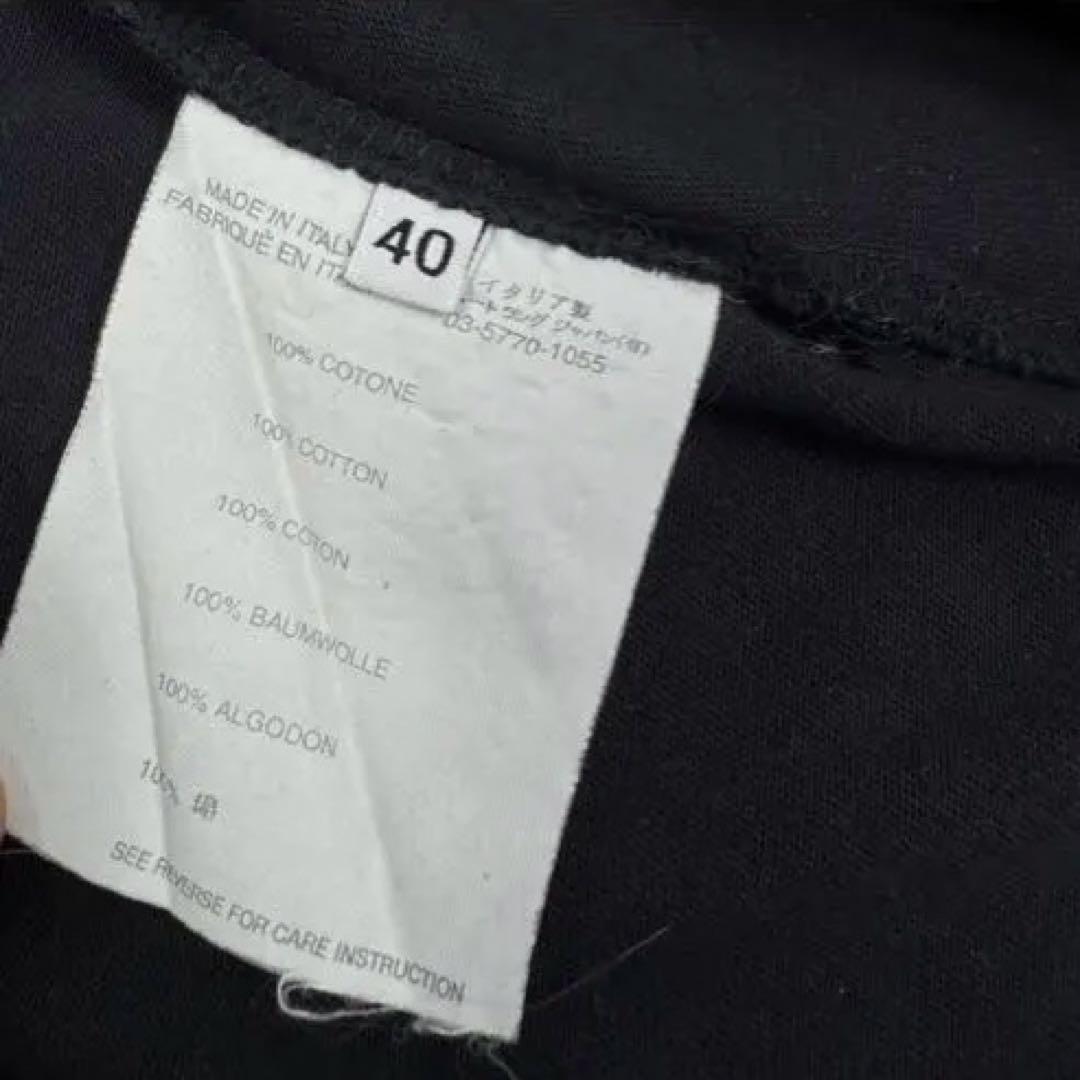 MADE IN ITALY
FABRIQUÉ EN
40
イタリア製
03-5770-1055
100% COTONE
100% COTTON
100% COTON
100% BAUMWOLLE
100% ALGODON
100% 綿
SEE REVERSE FOR CARE INSTRUCTION